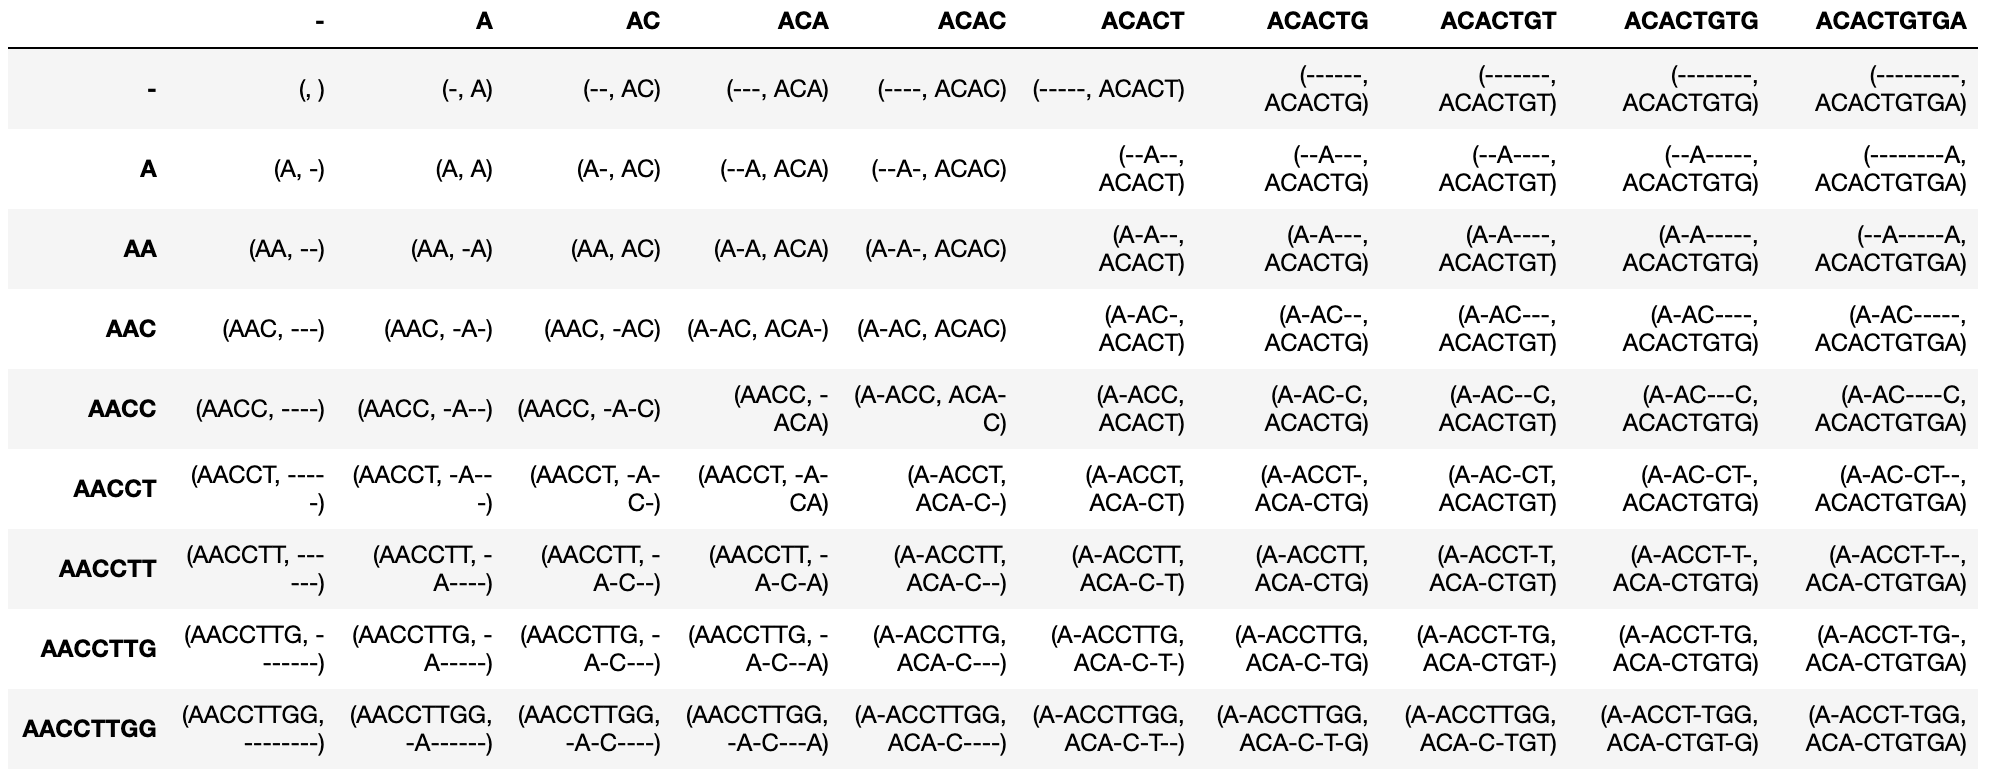 - A AC ACA ACAC ACACT ACACTG ACACTGT ACACTGTG ACACTGTGA
- (, ) (-, A) (--, AC) (---, ACA) (----, ACAC) (-----, ACACT) (------, (-------, (--------, (---------,
ACACTG) ACACTGT) ACACTGTG) ACACTGTGA)
A (A, -) (A, A) (A-, AC) (--A, ACA) (--A-, ACAC) (--A--, (--A---, (--A----, (--A-----, (--------A,
ACACT) ACACTG) ACACTGT) ACACTGTG) ACACTGTGA)
AA (AA, --) (AA, -A) (AA, AC) (A-A, ACA) (A-A-, ACAC) (A-A--, (A-A---, (A-A----, (A-A-----, (--A-----A,
ACACT) ACACTG) ACACTGT) ACACTGTG) ACACTGTGA)
AAC (AAC, ---) (AAC, -A-) (AAC, -AC) (A-AC, ACA-) (A-AC, ACAC) (A-AC-, (A-AC--, (A-AC---, (A-AC----, (A-AC-----,
ACACT) ACACTG) ACACTGT) ACACTGTG) ACACTGTGA)
AACC (AACC, ----) (AACC, -A--) (AACC, -A-C) (AACC, - (A-ACC, ACA- (A-ACC, (A-AC-C, (A-AC--C, (A-AC---C, (A-AC----C,
ACA) C) ACACT) ACACTG) ACACTGT) ACACTGTG) ACACTGTGA)
AACCT (AACCT, ---- (AACCT, -A-- (AACCT, -A- (AACCT, -A- (A-ACCT, (A-ACCT, (A-ACCT-, (A-AC-CT, (A-AC-CT-, (A-AC-CT--,
-) -) C-) CA) ACA-C-) ACA-CT) ACA-CTG) ACACTGT) ACACTGTG) ACACTGTGA)
AACCTT (AACCTT, --- (AACCTT, - (AACCTT, - (AACCTT, - (A-ACCTT, (A-ACCTT, (A-ACCTT, (A-ACCT-T, (A-ACCT-T-, (A-ACCT-T--,
---) A----) A-C--) A-C-A) ACA-C--) ACA-C-T) ACA-CTG) ACA-CTGT) ACA-CTGTG) ACA-CTGTGA)
AACCTTG (AACCTTG, - (AACCTTG, - (AACCTTG, - (AACCTTG, - (A-ACCTTG, (A-ACCTTG, (A-ACCTTG, (A-ACCT-TG, (A-ACCT-TG, (A-ACCT-TG-,
------) A-----) A-C---) A-C--A) ACA-C---) ACA-C-T-) ACA-C-TG) ACA-CTGT-) ACA-CTGTG) ACA-CTGTGA)
AACCTTGG (AACCTTGG, (AACCTTGG, (AACCTTGG, (AACCTTGG, (A-ACCTTGG, (A-ACCTTGG, (A-ACCTTGG, (A-ACCTTGG, (A-ACCT-TGG, (A-ACCT-TGG,
--------) -A------) -A-C----) -A-C---A) ACA-C----) ACA-C-T--) ACA-C-T-G) ACA-C-TGT) ACA-CTGT-G) ACA-CTGTGA)